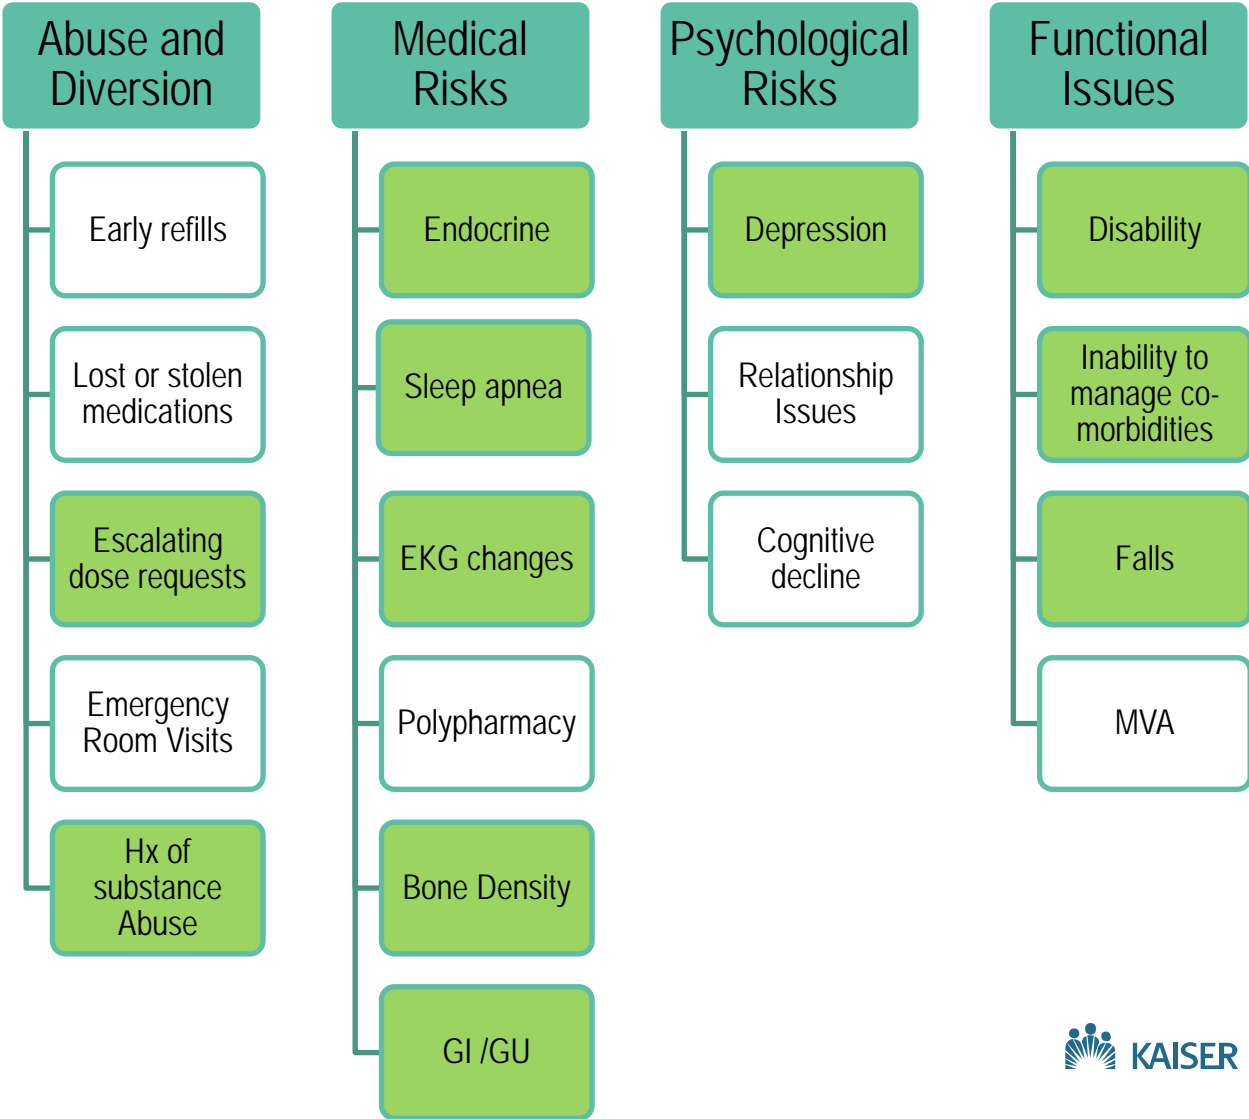 Abuse and
Diversion
Early refills
Lost or stolen
medications
Escalating
dose requests
Emergency
Room Visits
Hx of
substance
Abuse
Medical
Risks
Endocrine
Sleep apnea
EKG changes
Polypharmacy
Bone Density
GI /GU
Psychological
Risks
Depression
Relationship
Issues
Cognitive
decline
Functional
Issues
Disability
Inability to
manage co-
morbidities
Falls
MVA
KAISER